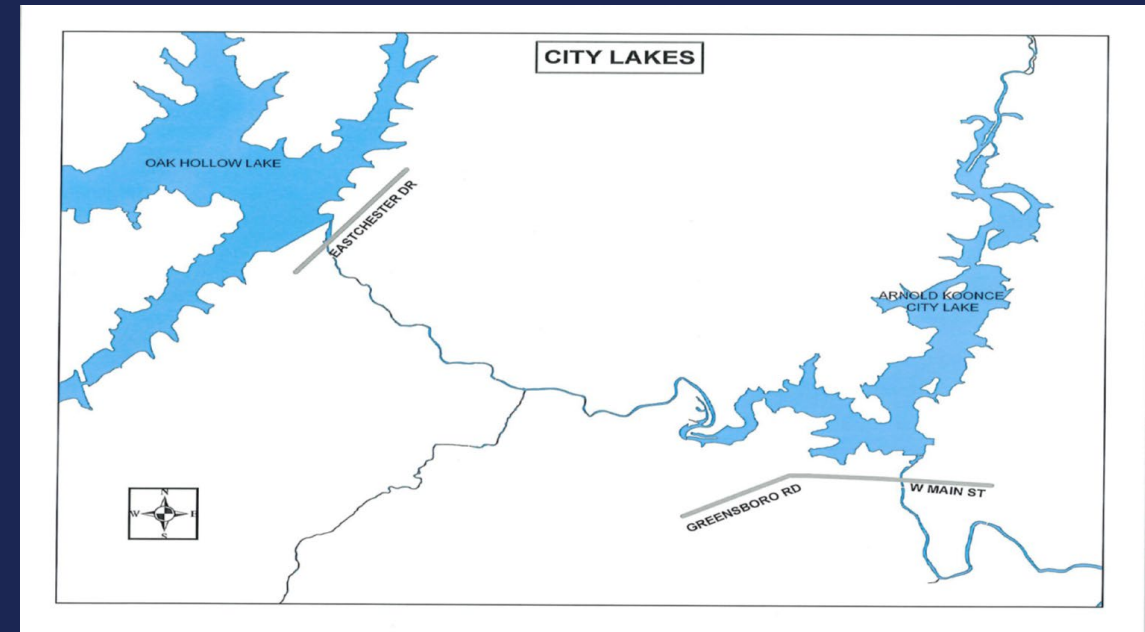 CITY LAKES
OAK HOLLOW LAKE
EASTCHESTER DR
ARNOLD KOONCE
CITY LAKE
GREENSBORO RD
W MAIN ST
N
W E
S